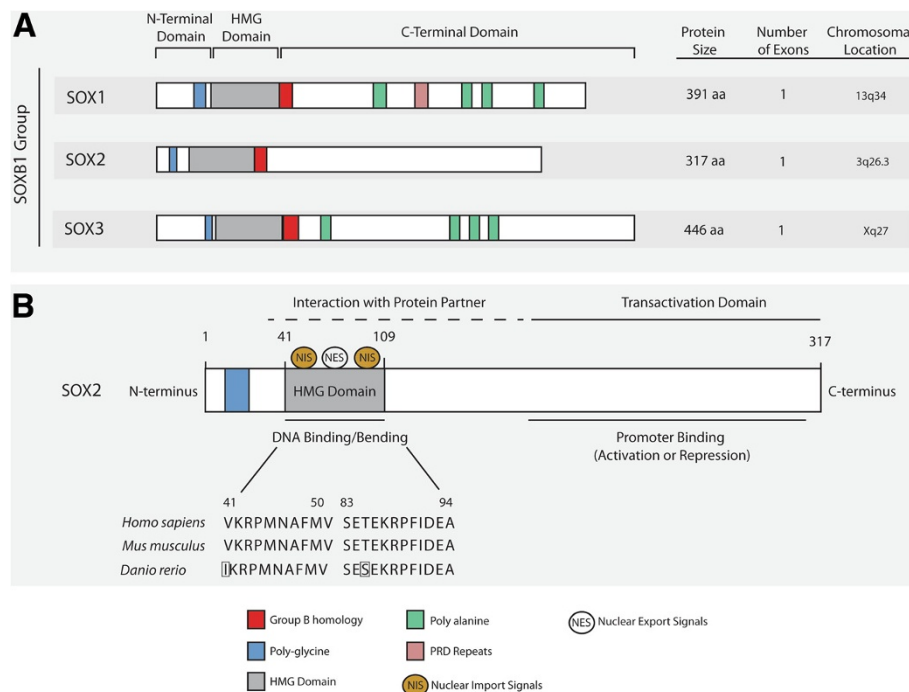 A
N-Terminal Domain
HMG Domain
C-Terminal Domain
Protein Size
Number of Exons
Chromosomal Location
SOXB1 Group
SOX1
391 aa
1
13q34
SOX2
317 aa
1
3q26.3
SOX3
446 aa
1
Xq27
B
Interaction with Protein Partner
Transactivation Domain
1
41
109
317
NIS
NES
NIS
SOX2
N-terminus
HMG Domain
C-terminus
DNA Binding/Bending
Promoter Binding
(Activation or Repression)
41 50 83 94
Homo sapiens VKRPMNAFMV SETEKRPFIDEA
Mus musculus VKRPMNAFMV SETEKRPFIDEA
Danio rerio IKRPMNAFMV SESEKRPFIDEA
Group B homology
Poly alanine
NES Nuclear Export Signals
Poly-glycine
PRD Repeats
HMG Domain
NIS Nuclear Import Signals